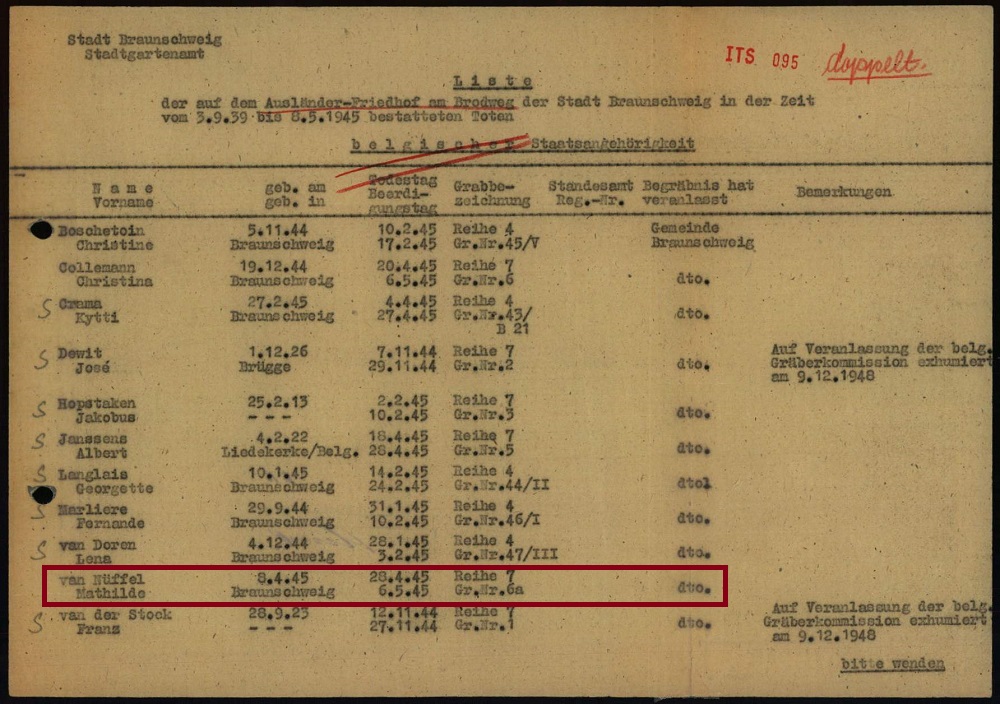 Stadt Braunschweig
Stadtgartenamt
ITS 095 doppelt.
Liste
der auf dem Ausländer-Friedhof am Brodweg der Stadt Braunschweig in der Zeit
vom 3.9.39 bis 8.5.1945 bestatteten Toten
belgischer Staatsangehörigkeit
Name geb. am Todestag Grabbe- Standesamt Begräbnis hat Bemerkungen
Vorname geb. in Beerdi- zeichnung Reg.-Nr. veranlasst
gungstag
Boschetoin 5.11.44 10.2.45 Reihe 4 Gemeinde
Christine Braunschweig 17.2.45 Gr.Nr.45/V Braunschweig
Collemann 19.12.44 20.4.45 Reihe 7
Christina Braunschweig 6.5.45 Gr.Nr.6 dto.
S Crama 27.2.45 4.4.45 Reihe 4
Kytti Braunschweig 27.4.45 Gr.Nr.43/ dto.
B 21
S Dewit 1.12.26 7.11.44 Reihe 7 Auf Veranlassung der belg.
José Brügge 29.11.44 Gr.Nr.2 dto. Gräberkommission exhumiert
am 9.12.1948
S Hopstaken 25.2.13 2.2.45 Reihe 7
Jakobus --- 10.2.45 Gr.Nr.3 dto.
S Janssens 4.2.22 18.4.45 Reihe 7
Albert Liedekerke/Belg. 28.4.45 Gr.Nr.5 dto.
S Langlais 10.1.45 14.2.45 Reihe 4
Georgette Braunschweig 24.2.45 Gr.Nr.44/II dtol
S Marliere 29.9.44 31.1.45 Reihe 4
Fernande Braunschweig 10.2.45 Gr.Nr.46/I dto.
S van Doren 4.12.44 28.1.45 Reihe 4
Lena Braunschweig 3.2.45 Gr.Nr.47/III dto.
van Nüffel 8.4.45 28.4.45 Reihe 7
Mathilde Braunschweig 6.5.45 Gr.Nr.6a dto.
S van der Stock 28.9.23 12.11.44 Reihe 7 Auf Veranlassung der belg.
Franz --- 27.11.44 Gr.Nr.1 dto. Gräberkommission exhumiert
am 9.12.1948
bitte wenden